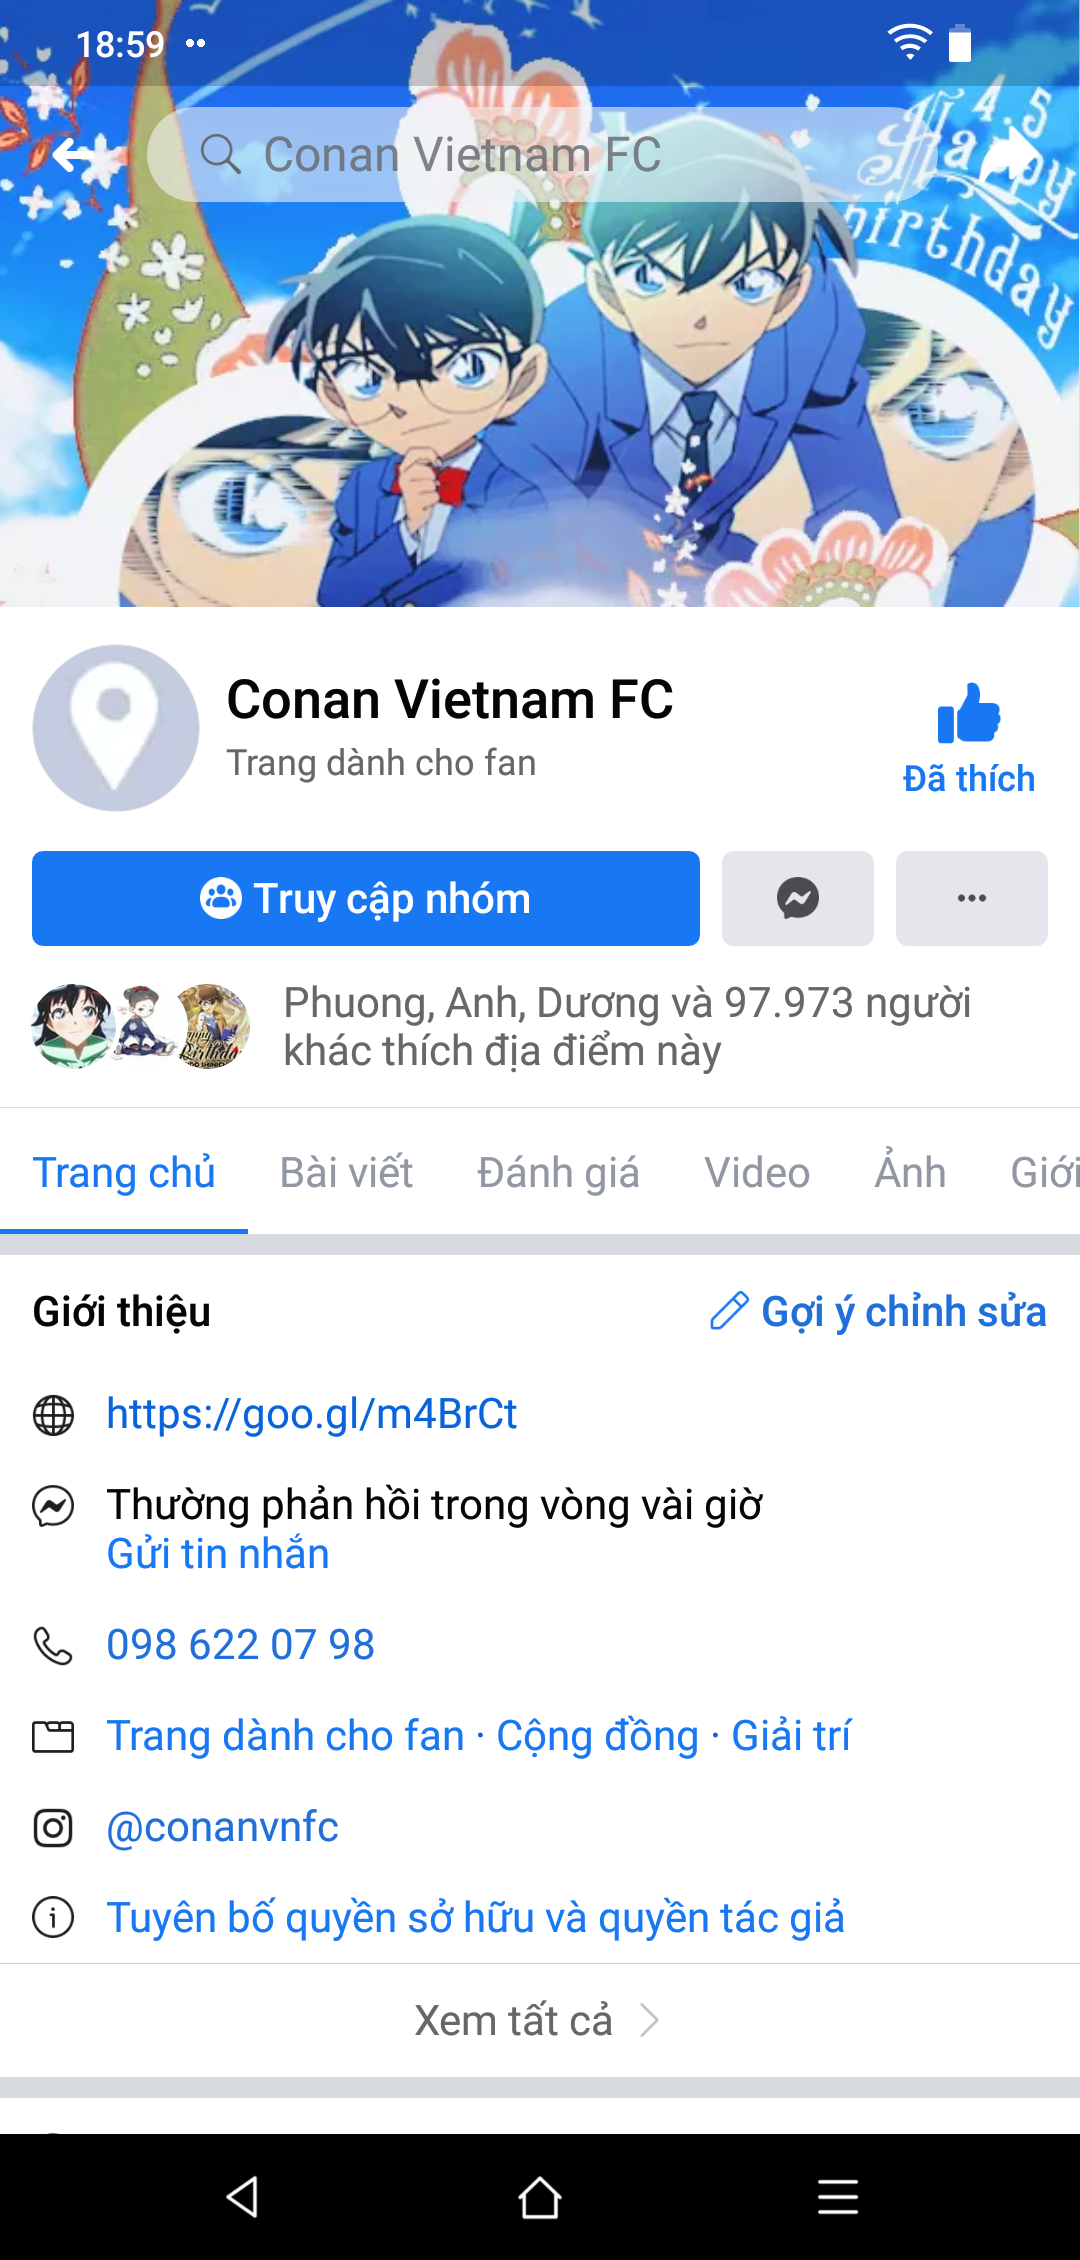 18:59
Conan Vietnam FC
4.5
Happy
birthday
Conan Vietnam FC
Trang dành cho fan
Đã thích
Truy cập nhóm
Phuong, Anh, Dương và 97.973 người
khác thích địa điểm này
Trang chủ Bài viết Đánh giá Video Ảnh Giới
Giới thiệu
Gợi ý chỉnh sửa
https://goo.gl/m4BrCt
Thường phản hồi trong vòng vài giờ
Gửi tin nhắn
098 622 07 98
Trang dành cho fan · Cộng đồng · Giải trí
@conanvnfc
Tuyên bố quyền sở hữu và quyền tác giả
Xem tất cả